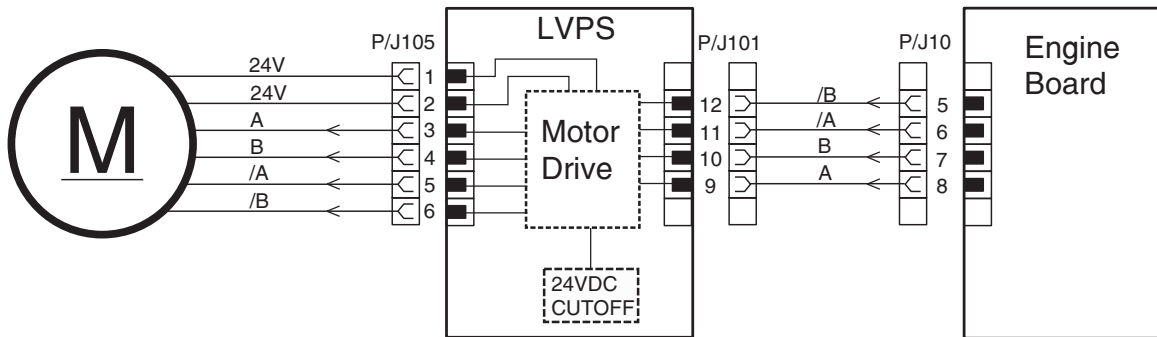 LVPS
P/J105
P/J101
P/J10
Engine
Board
M
24V
1
24V
2
A
3
B
4
/A
5
/B
6
Motor
Drive
24VDC
CUTOFF
12
/B
5
11
/A
6
10
B
7
9
A
8